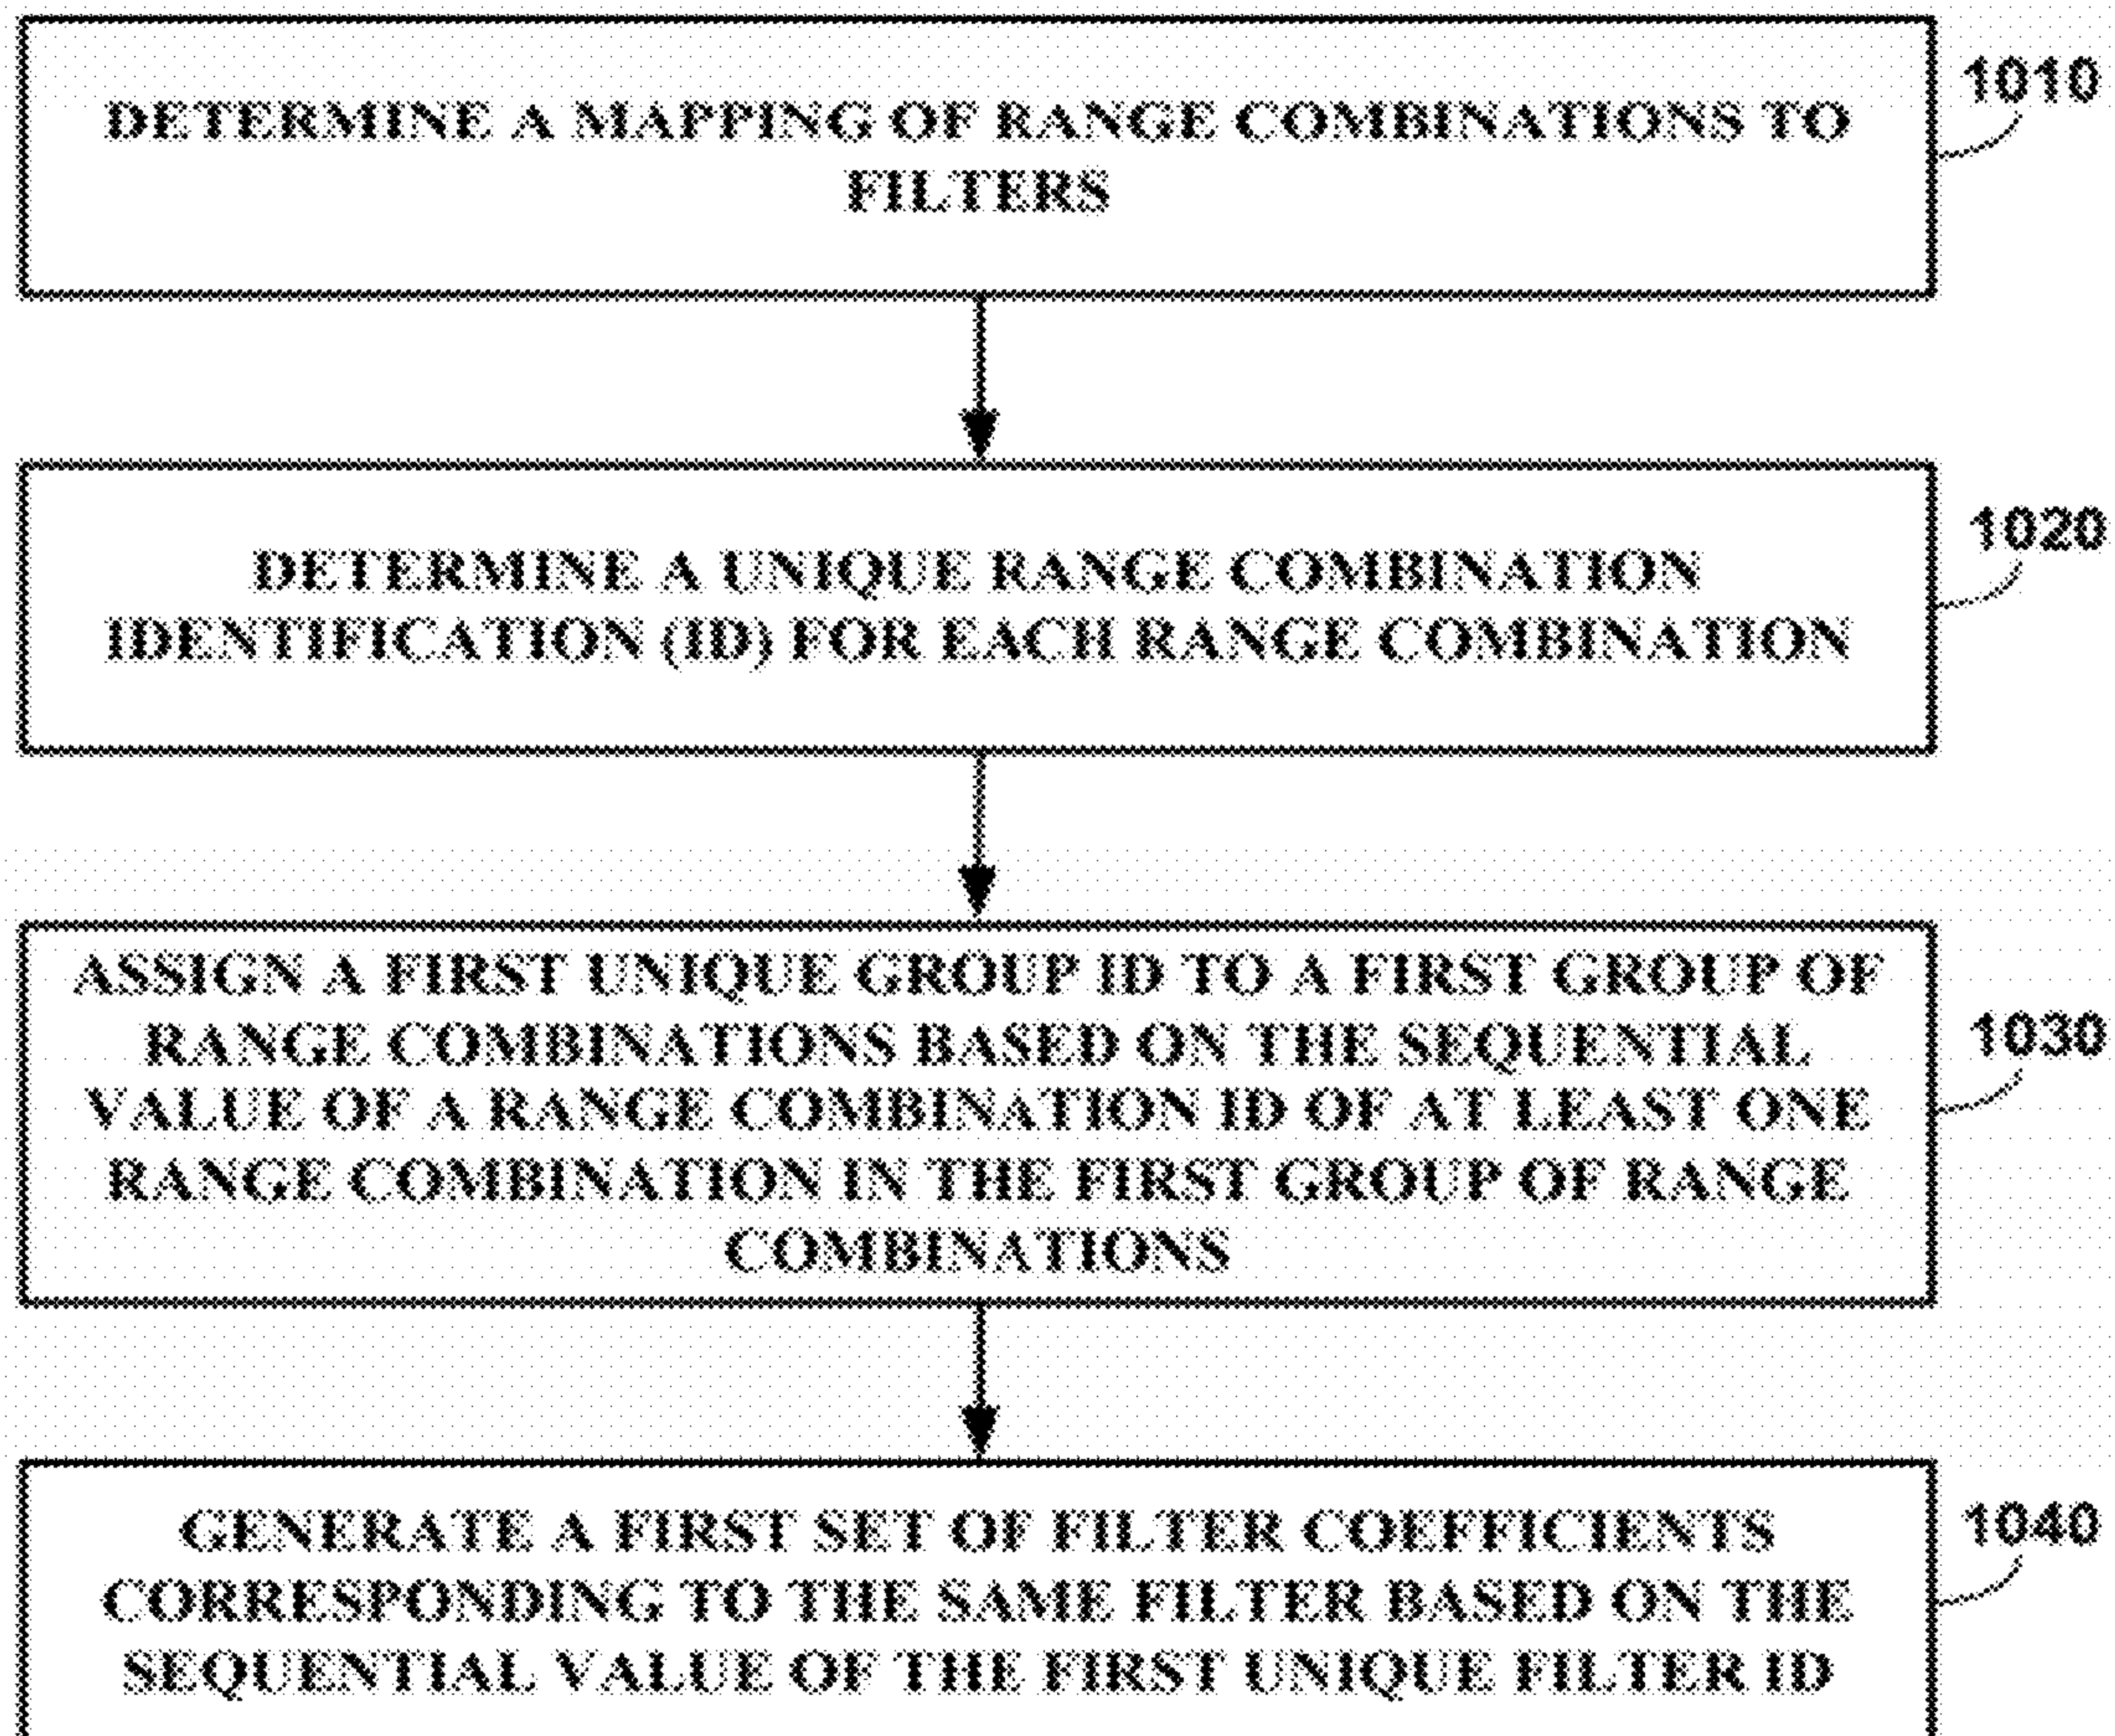 DETERMINE A MAPPING OF RANGE COMBINATIONS TO
FILTERS
1010
DETERMINE A UNIQUE RANGE COMBINATION
IDENTIFICATION (ID) FOR EACH RANGE COMBINATION
1020
ASSIGN A FIRST UNIQUE GROUP ID TO A FIRST GROUP OF
RANGE COMBINATIONS BASED ON THE SEQUENTIAL
VALUE OF A RANGE COMBINATION ID OF AT LEAST ONE
RANGE COMBINATION IN THE FIRST GROUP OF RANGE
COMBINATIONS
1030
GENERATE A FIRST SET OF FILTER COEFFICIENTS
CORRESPONDING TO THE SAME FILTER BASED ON THE
SEQUENTIAL VALUE OF THE FIRST UNIQUE FILTER ID
1040